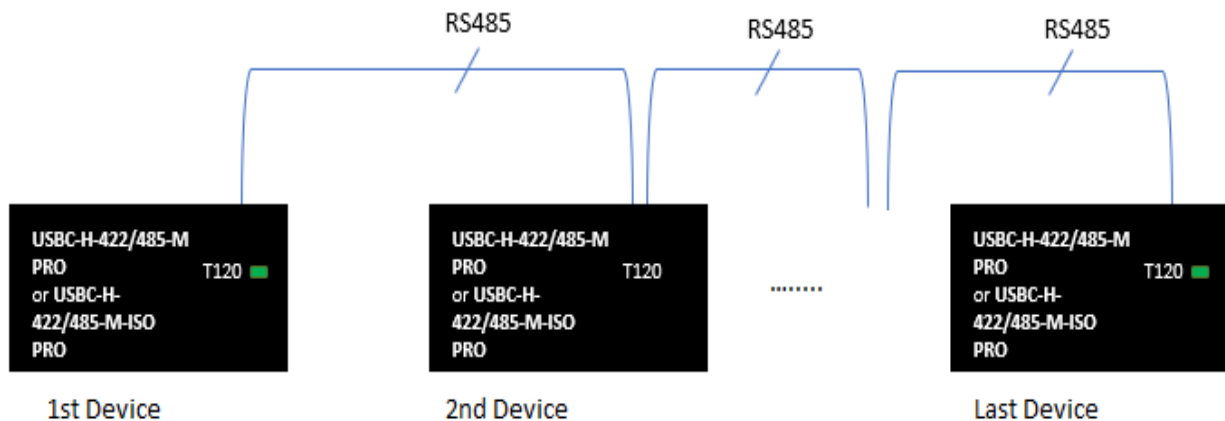 RS485
RS485
RS485
USBC-H-422/485-M
PRO
or USBC-H-
422/485-M-ISO
PRO
T120
USBC-H-422/485-M
PRO
or USBC-H-
422/485-M-ISO
PRO
T120
........
USBC-H-422/485-M
PRO
or USBC-H-
422/485-M-ISO
PRO
T120
1st Device
2nd Device
Last Device